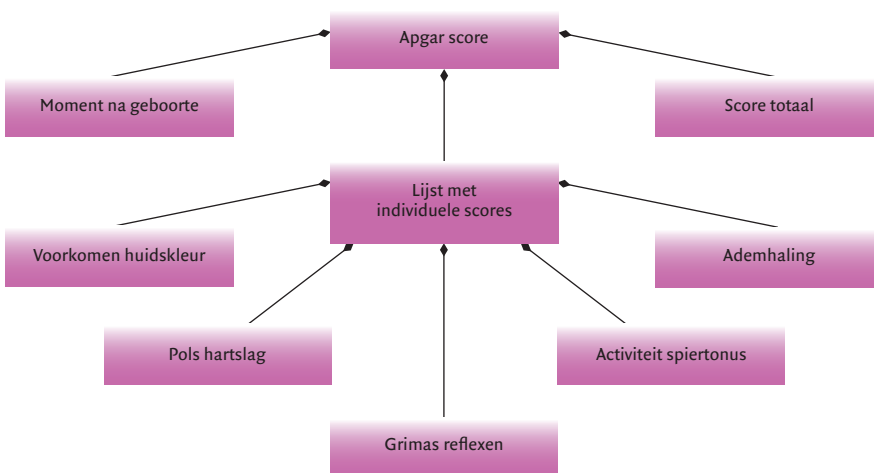 Apgar score
Moment na geboorte
Score totaal
Lijst met
individuele scores
Voorkomen huidskleur
Ademhaling
Pols hartslag
Activiteit spiertonus
Grimas reflexen